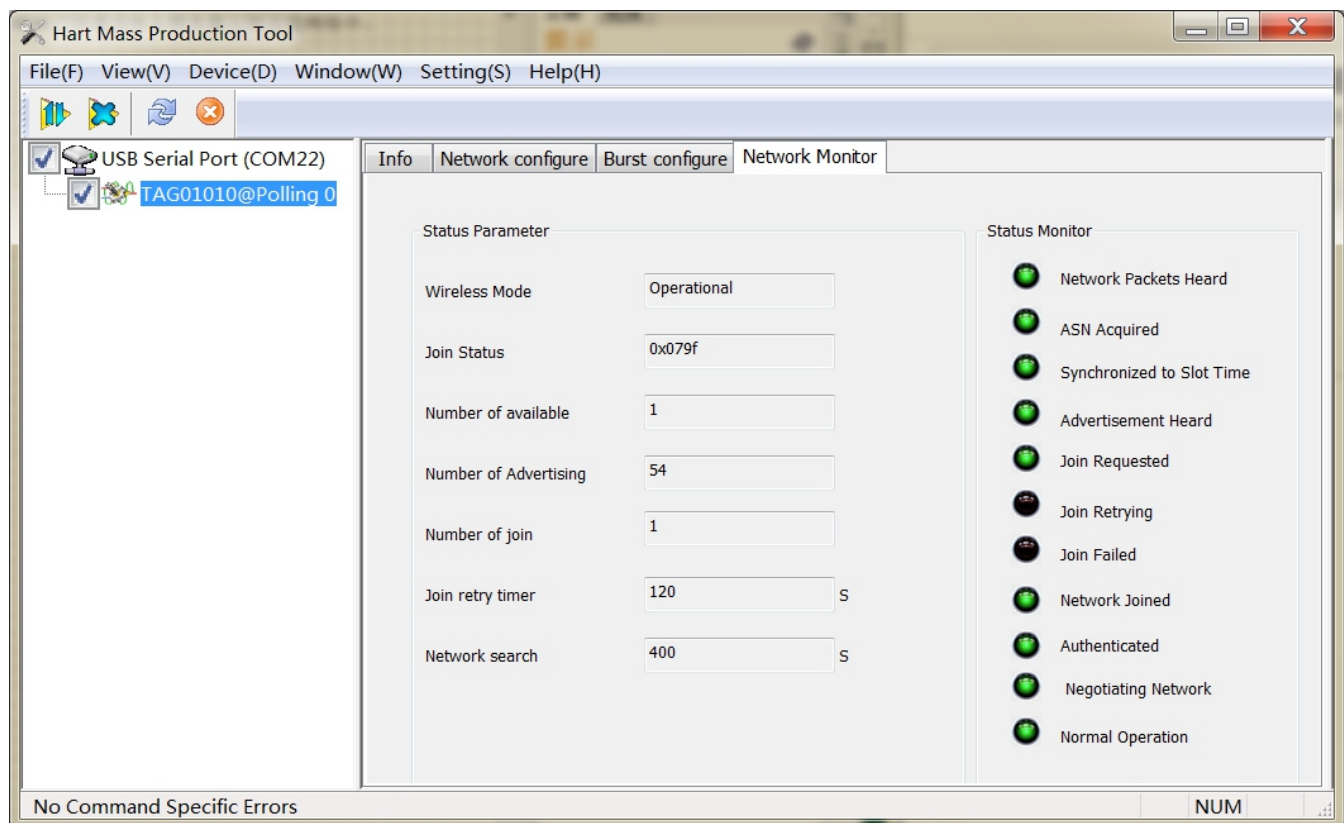 Hart Mass Production Tool
File(F) View(V) Device(D) Window(W) Setting(S) Help(H)
USB Serial Port (COM22)
TAG01010@Polling 0
Info Network configure Burst configure Network Monitor
Status Parameter
Wireless Mode Operational
Join Status 0x079f
Number of available 1
Number of Advertising 54
Number of join 1
Join retry timer 120 S
Network search 400 S
Status Monitor
Network Packets Heard
ASN Acquired
Synchronized to Slot Time
Advertisement Heard
Join Requested
Join Retrying
Join Failed
Network Joined
Authenticated
Negotiating Network
Normal Operation
No Command Specific Errors NUM